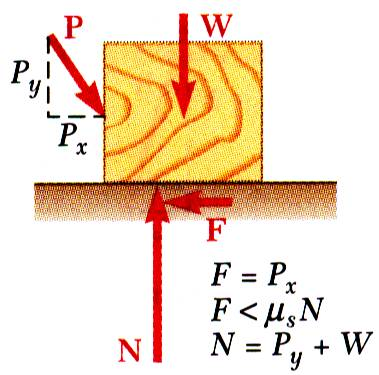 P
W
P_y
P_x
F
N
F = P_x
F < μ_s N
N = P_y + W